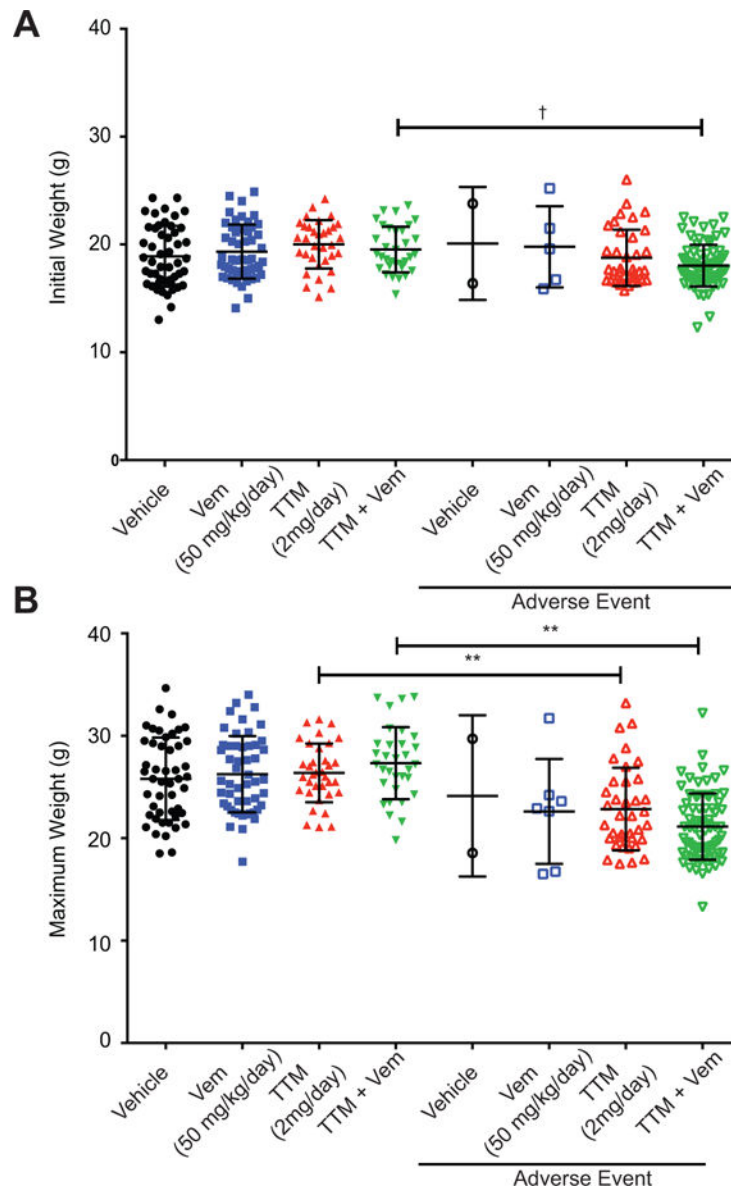 A
40
30
20
10
0
Initial Weight (g)
†
Vehicle
Vem
(50 mg/kg/day)
TTM
(2mg/day)
TTM + Vem
Vehicle
Vem
(50 mg/kg/day)
TTM
(2mg/day)
TTM + Vem
Adverse Event
B
40
30
20
10
0
Maximum Weight (g)
**
**
Vehicle
Vem
(50 mg/kg/day)
TTM
(2mg/day)
TTM + Vem
Vehicle
Vem
(50 mg/kg/day)
TTM
(2mg/day)
TTM + Vem
Adverse Event